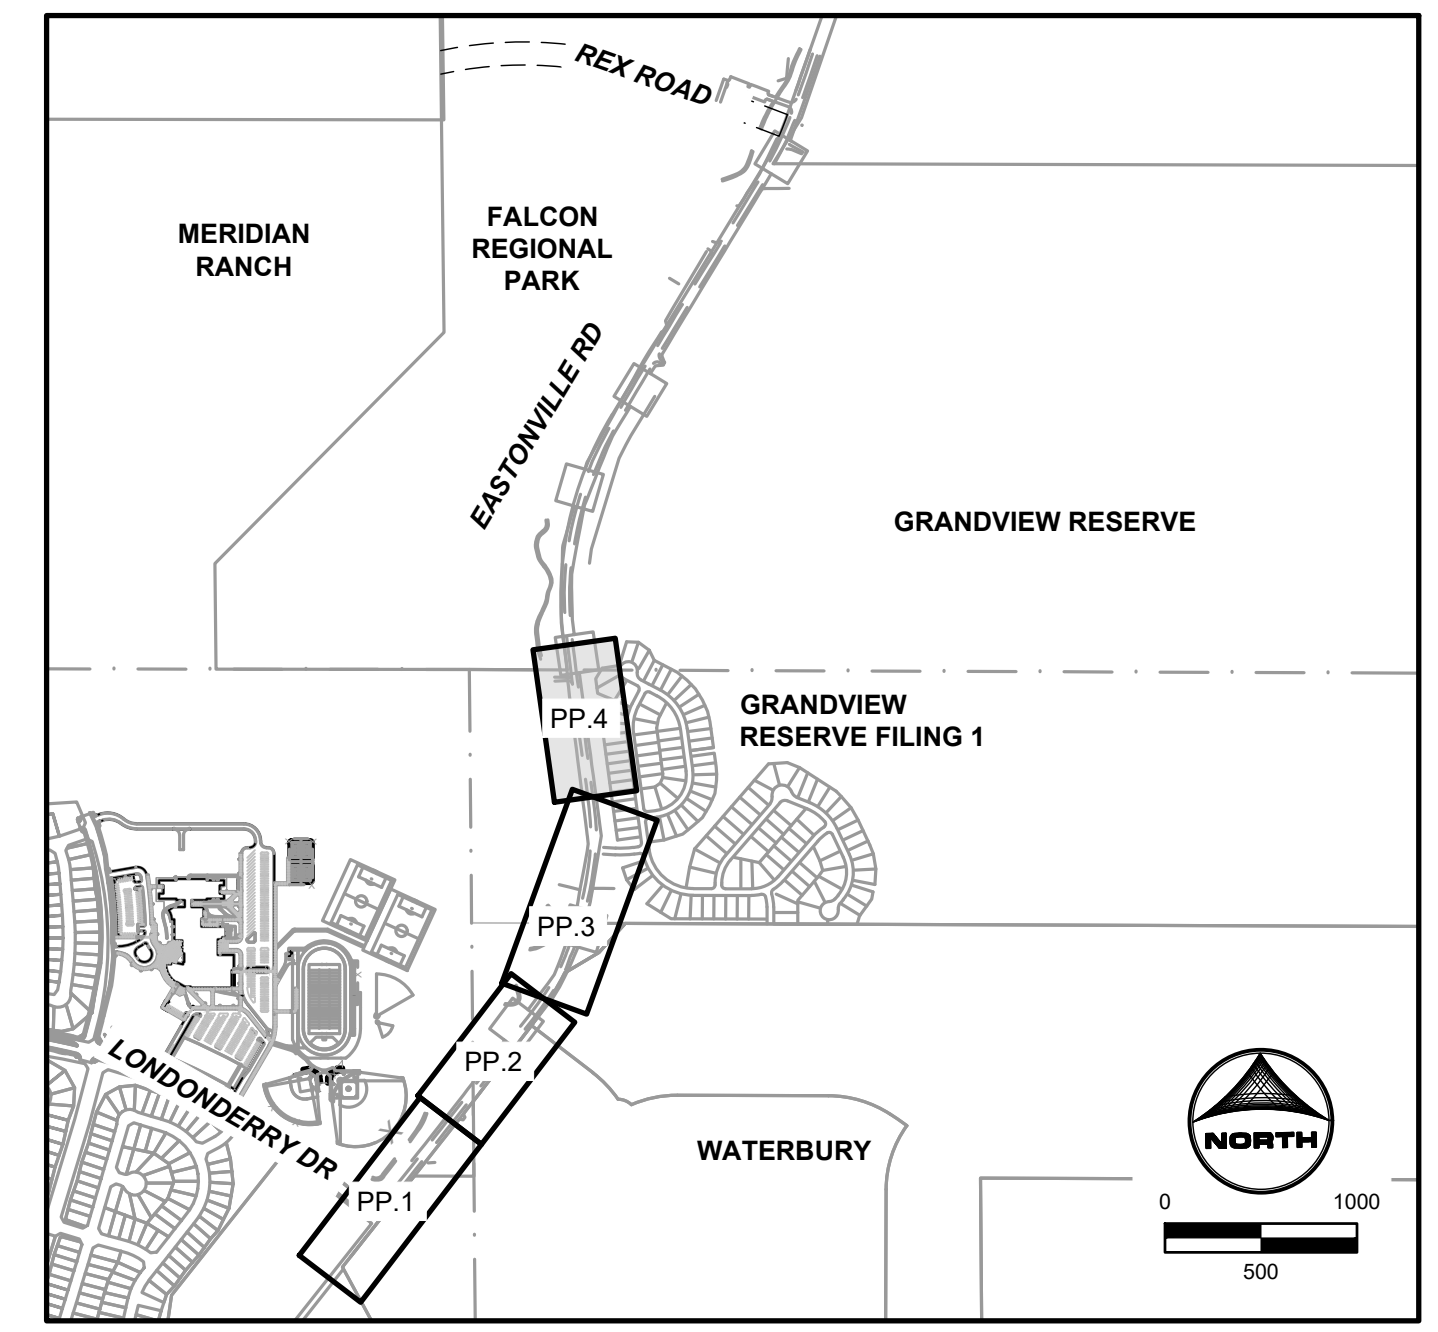 REX ROAD
MERIDIAN
RANCH
FALCON
REGIONAL
PARK
EASTONVILLE RD
GRANDVIEW RESERVE
PP.4
GRANDVIEW
RESERVE FILING 1
PP.3
PP.2
LONDONDERRY DR
PP.1
WATERBURY
NORTH
0 1000
500